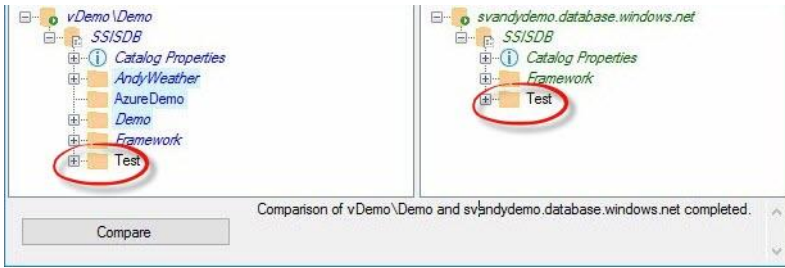 vDemo\Demo
SSISDB
Catalog Properties
AndyWeather
AzureDemo
Demo
Framework
Test
svandydemo.database.windows.net
SSISDB
Catalog Properties
Framework
Test
Comparison of vDemo\Demo and svandydemo.database.windows.net completed.
Compare